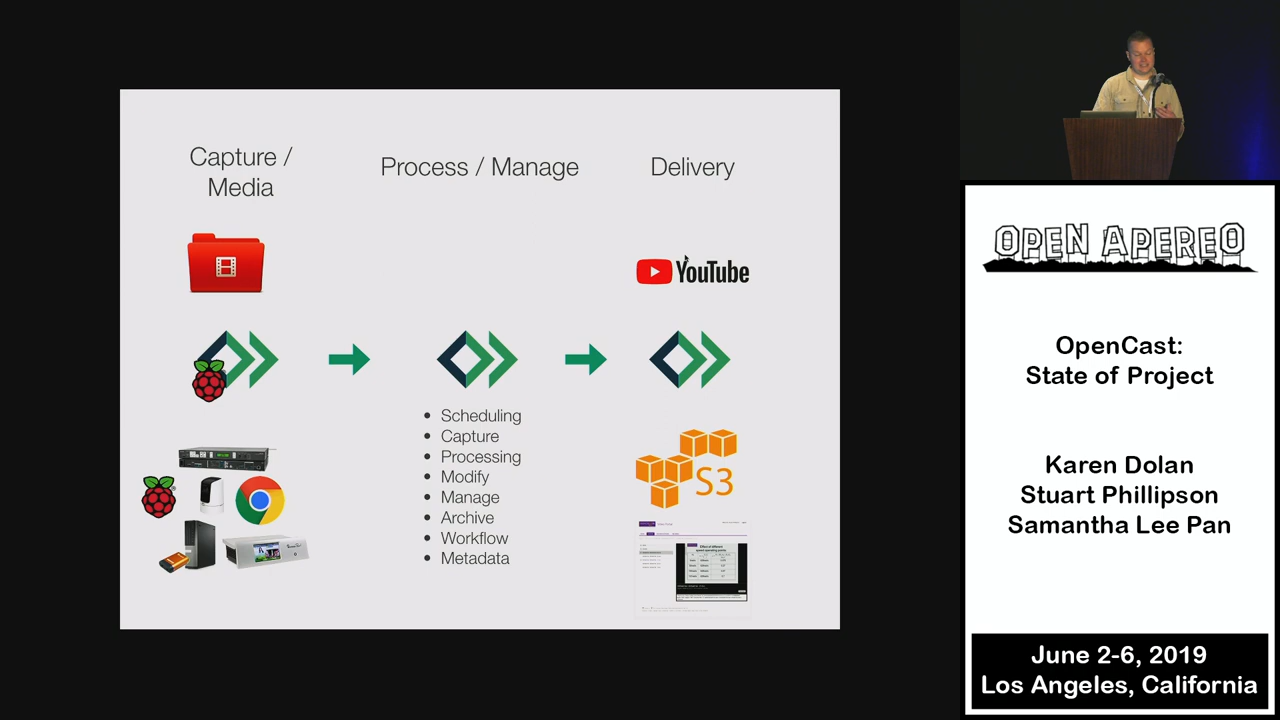 Capture /
Media
Process / Manage
Delivery
YouTube
S3
Scheduling
Capture
Processing
Modify
Manage
Archive
Workflow
Metadata
OPEN APEREO
OpenCast:
State of Project
Karen Dolan
Stuart Phillipson
Samantha Lee Pan
June 2-6, 2019
Los Angeles, California